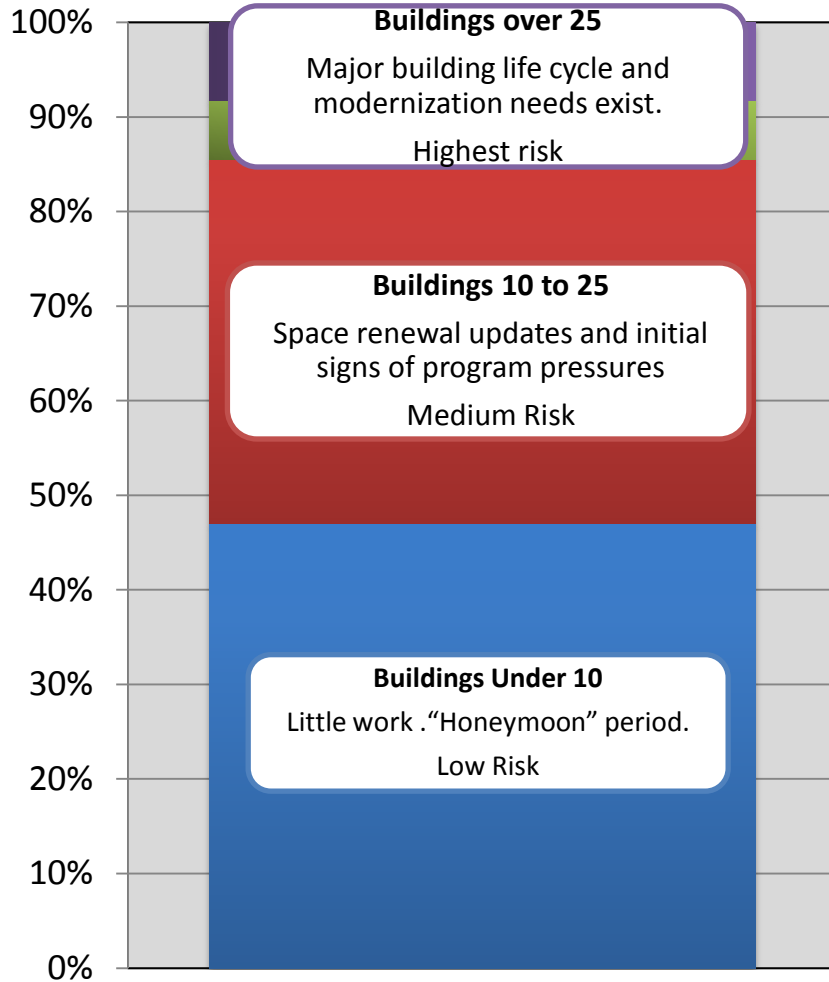 100%
Buildings over 25
Major building life cycle and
modernization needs exist.
Highest risk
90%
80%
Buildings 10 to 25
70%
Space renewal updates and initial
signs of program pressures
60%
Medium Risk
50%
40%
Buildings Under 10
30%
Little work .“Honeymoon” period.
Low Risk
20%
10%
0%